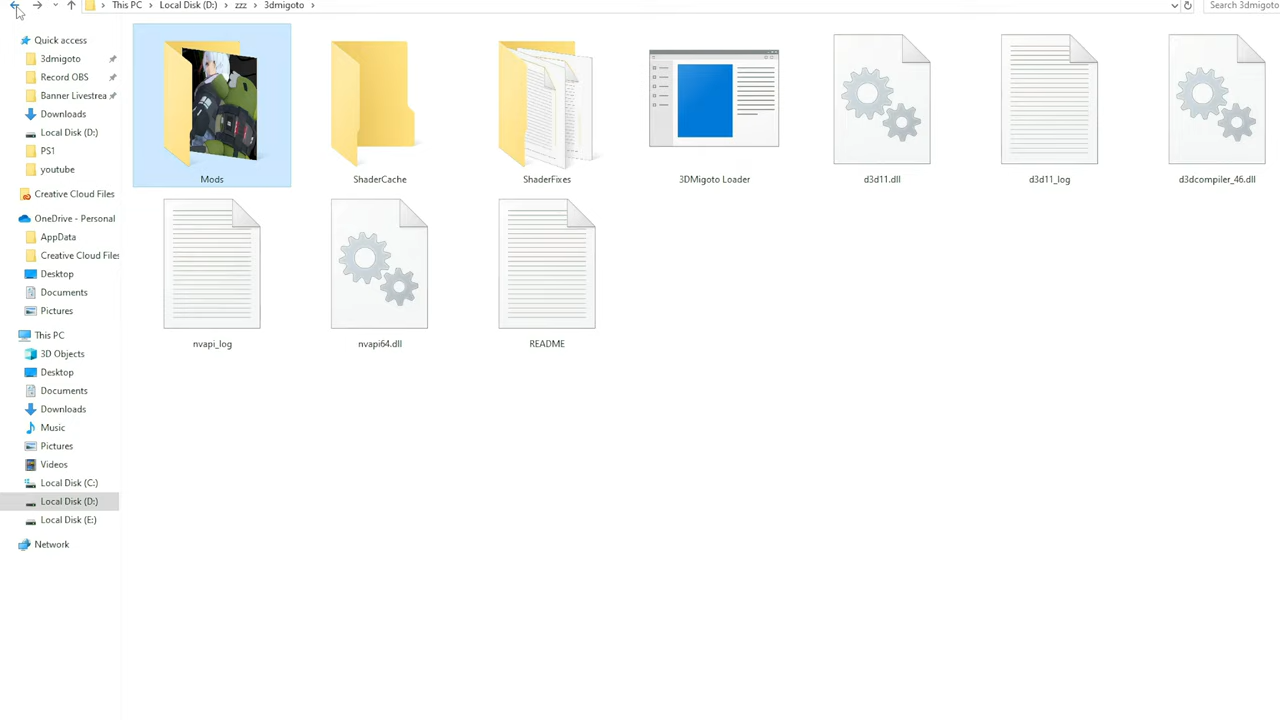 This PC > Local Disk (D:) > zzz > 3dmigoto >
Search 3dmigoto
Quick access
3dmigoto
Record OBS
Banner Livestrea
Downloads
Local Disk (D:)
PS1
youtube
Creative Cloud Files
OneDrive - Personal
AppData
Creative Cloud Files
Desktop
Documents
Pictures
This PC
3D Objects
Desktop
Documents
Downloads
Music
Pictures
Videos
Local Disk (C:)
Local Disk (D:)
Local Disk (E:)
Network
Mods
ShaderCache
ShaderFixes
3DMigoto Loader
d3d11.dll
d3d11_log
d3dcompiler_46.dll
nvapi_log
nvapi64.dll
README